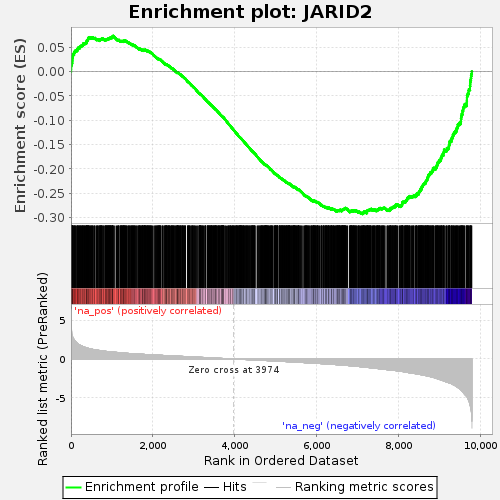 Enrichment plot: JARID2
Enrichment score (ES)
0.05
0.00
-0.05
-0.10
-0.15
-0.20
-0.25
-0.30
'na_pos' (positively correlated)
Ranked list metric (PreRanked)
5
0
-5
Zero cross at 3974
'na_neg' (negatively correlated)
0
2,000
4,000
6,000
8,000
10,000
Rank in Ordered Dataset
Enrichment profile
Hits
Ranking metric scores